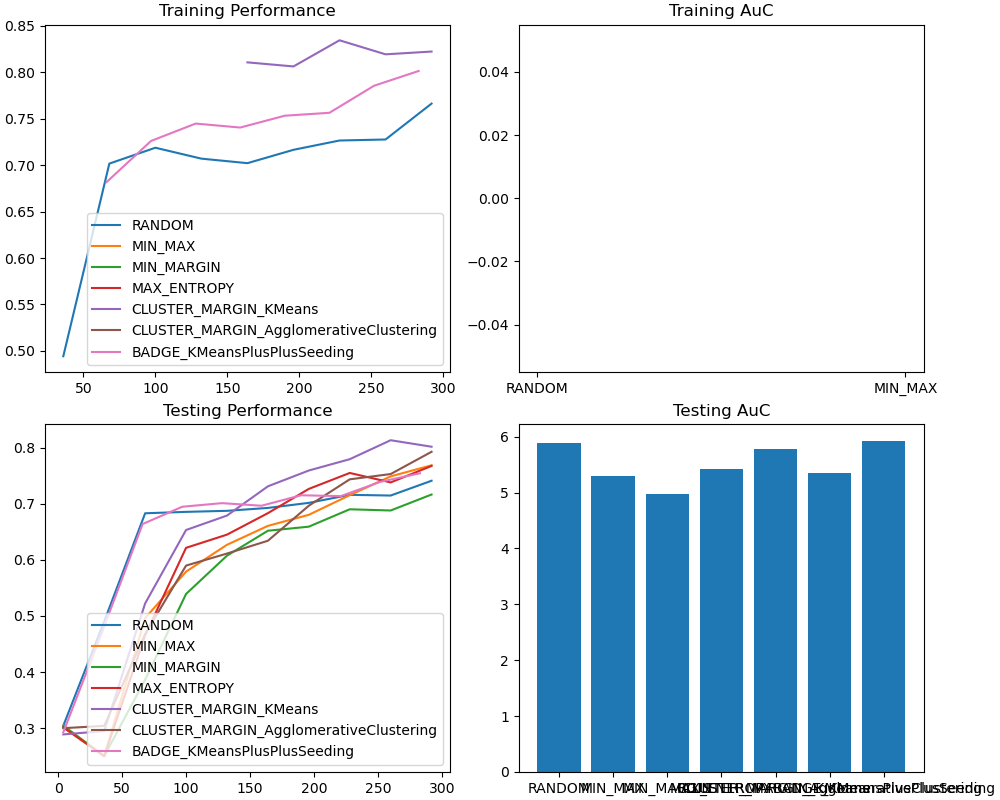 Training Performance
0.85
0.80
0.75
0.70
0.65
0.60
0.55
0.50
50 100 150 200 250 300
RANDOM
MIN_MAX
MIN_MARGIN
MAX_ENTROPY
CLUSTER_MARGIN_KMeans
CLUSTER_MARGIN_AgglomerativeClustering
BADGE_KMeansPlusPlusSeeding
Training AuC
0.04
0.02
0.00
−0.02
−0.04
RANDOM MIN_MAX
Testing Performance
0.8
0.7
0.6
0.5
0.4
0.3
0 50 100 150 200 250 300
RANDOM
MIN_MAX
MIN_MARGIN
MAX_ENTROPY
CLUSTER_MARGIN_KMeans
CLUSTER_MARGIN_AgglomerativeClustering
BADGE_KMeansPlusPlusSeeding
Testing AuC
6
5
4
3
2
1
0
RANDOM